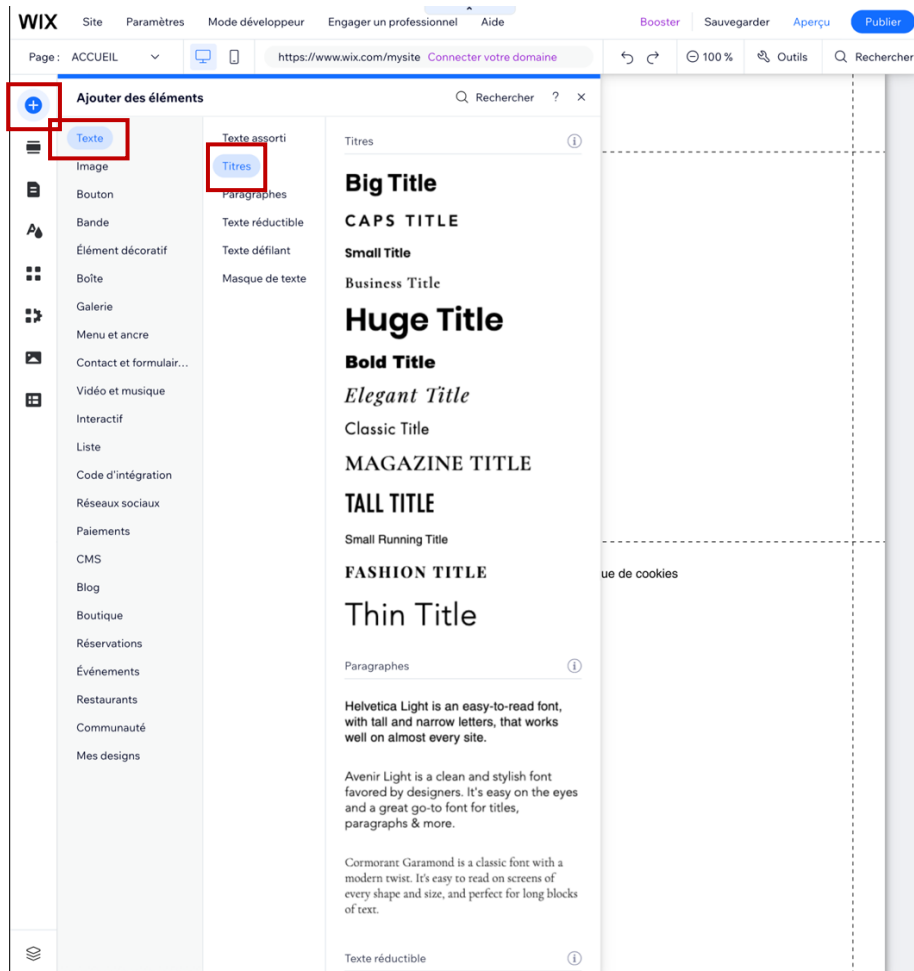 WIX Site Paramètres Mode développeur Engager un professionnel Aide Booster Sauvegarder Aperçu Publier
Page : ACCUEIL https://www.wix.com/mysite Connecter votre domaine 100 % Outils Rechercher
Ajouter des éléments Rechercher ? ×
Texte
Image
Bouton
Bande
Élément décoratif
Boîte
Galerie
Menu et ancre
Contact et formulair...
Vidéo et musique
Interactif
Liste
Code d'intégration
Réseaux sociaux
Paiements
CMS
Blog
Boutique
Réservations
Événements
Restaurants
Communauté
Mes designs
Texte assorti
Titres
Paragraphes
Texte réductible
Texte défilant
Masque de texte
Titres
Big Title
CAPS TITLE
Small Title
Business Title
Huge Title
Bold Title
Elegant Title
Classic Title
MAGAZINE TITLE
TALL TITLE
Small Running Title
FASHION TITLE
Thin Title
Paragraphes
Helvetica Light is an easy-to-read font,
with tall and narrow letters, that works
well on almost every site.
Avenir Light is a clean and stylish font
favored by designers. It's easy on the eyes
and a great go-to font for titles,
paragraphs & more.
Cormorant Garamond is a classic font with a
modern twist. It's easy to read on screens of
every shape and size, and perfect for long blocks
of text.
Texte réductible
ue de cookies